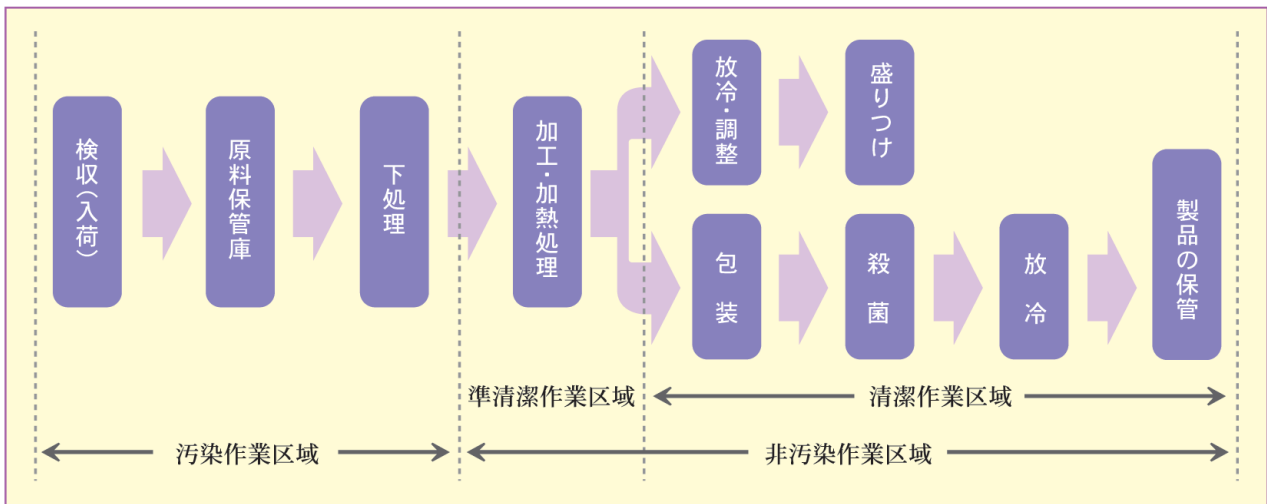 検収(入荷)
原料保管庫
下処理
加工・加熱処理
放冷・調整
盛りつけ
包装
殺菌
放冷
製品の保管
準清潔作業区域
清潔作業区域
汚染作業区域
非汚染作業区域